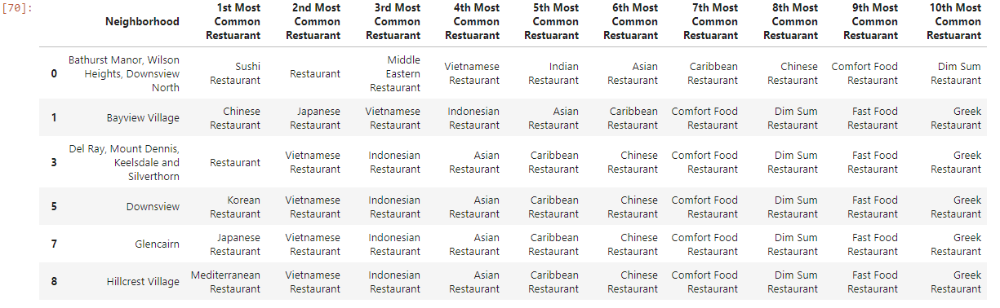 [70]:
Neighborhood 1st Most Common Restuarant 2nd Most Common Restuarant 3rd Most Common Restuarant 4th Most Common Restuarant 5th Most Common Restuarant 6th Most Common Restuarant 7th Most Common Restuarant 8th Most Common Restuarant 9th Most Common Restuarant 10th Most Common Restuarant
0 Bathurst Manor, Wilson Heights, Downsview North Sushi Restaurant Restaurant Middle Eastern Restaurant Vietnamese Restaurant Indian Restaurant Asian Restaurant Caribbean Restaurant Chinese Restaurant Comfort Food Restaurant Dim Sum Restaurant
1 Bayview Village Chinese Restaurant Japanese Restaurant Vietnamese Restaurant Indonesian Restaurant Asian Restaurant Caribbean Restaurant Comfort Food Restaurant Dim Sum Restaurant Fast Food Restaurant Greek Restaurant
3 Del Ray, Mount Dennis, Keelsdale and Silverthorn Restaurant Vietnamese Restaurant Indonesian Restaurant Asian Restaurant Caribbean Restaurant Chinese Restaurant Comfort Food Restaurant Dim Sum Restaurant Fast Food Restaurant Greek Restaurant
5 Downsview Korean Restaurant Vietnamese Restaurant Indonesian Restaurant Asian Restaurant Caribbean Restaurant Chinese Restaurant Comfort Food Restaurant Dim Sum Restaurant Fast Food Restaurant Greek Restaurant
7 Glencairn Japanese Restaurant Vietnamese Restaurant Indonesian Restaurant Asian Restaurant Caribbean Restaurant Chinese Restaurant Comfort Food Restaurant Dim Sum Restaurant Fast Food Restaurant Greek Restaurant
8 Hillcrest Village Mediterranean Restaurant Vietnamese Restaurant Indonesian Restaurant Asian Restaurant Caribbean Restaurant Chinese Restaurant Comfort Food Restaurant Dim Sum Restaurant Fast Food Restaurant Greek Restaurant